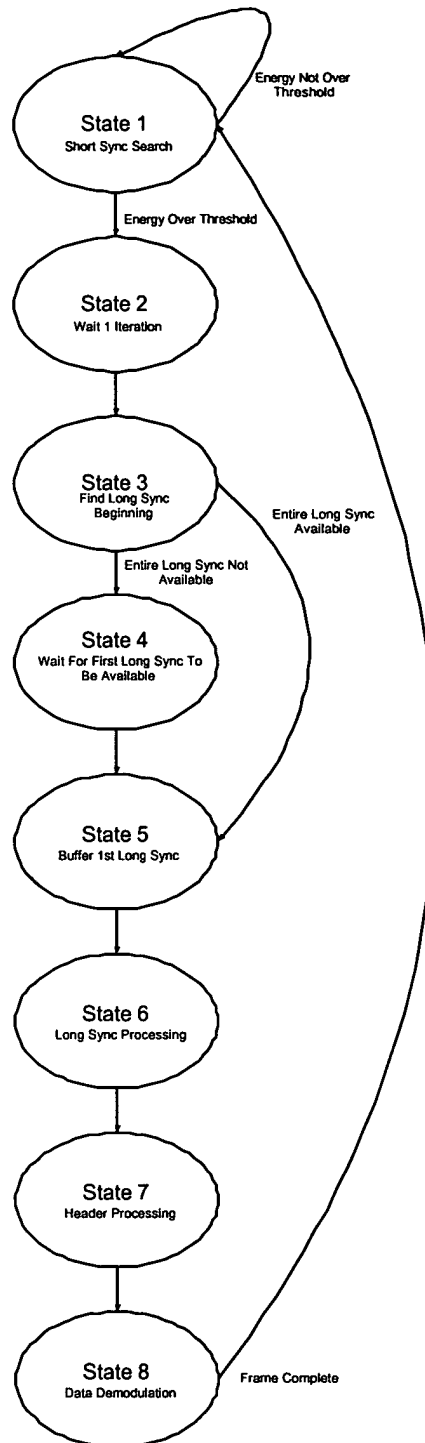 Energy Not Over
Threshold
State 1
Short Sync Search
Energy Over Threshold
State 2
Wait 1 Iteration
State 3
Find Long Sync
Beginning
Entire Long Sync
Available
Entire Long Sync Not
Available
State 4
Wait For First Long Sync To
Be Available
State 5
Buffer 1st Long Sync
State 6
Long Sync Processing
State 7
Header Processing
State 8
Data Demodulation
Frame Complete